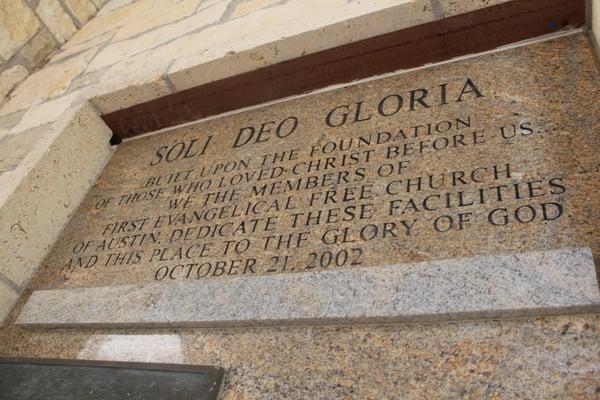 SOLI DEO GLORIA
...BUILT UPON THE FOUNDATION
OF THOSE WHO LOVED CHRIST BEFORE US...
WE THE MEMBERS OF
FIRST EVANGELICAL FREE CHURCH
OF AUSTIN, DEDICATE THESE FACILITIES
AND THIS PLACE TO THE GLORY OF GOD
OCTOBER 21, 2002